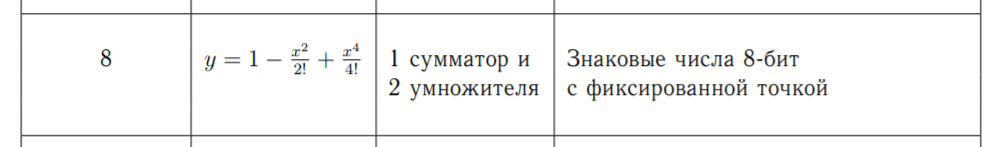 8
y = 1 − x²/2! + x⁴/4!
1 сумматор и
2 умножителя
Знаковые числа 8-бит
с фиксированной точкой